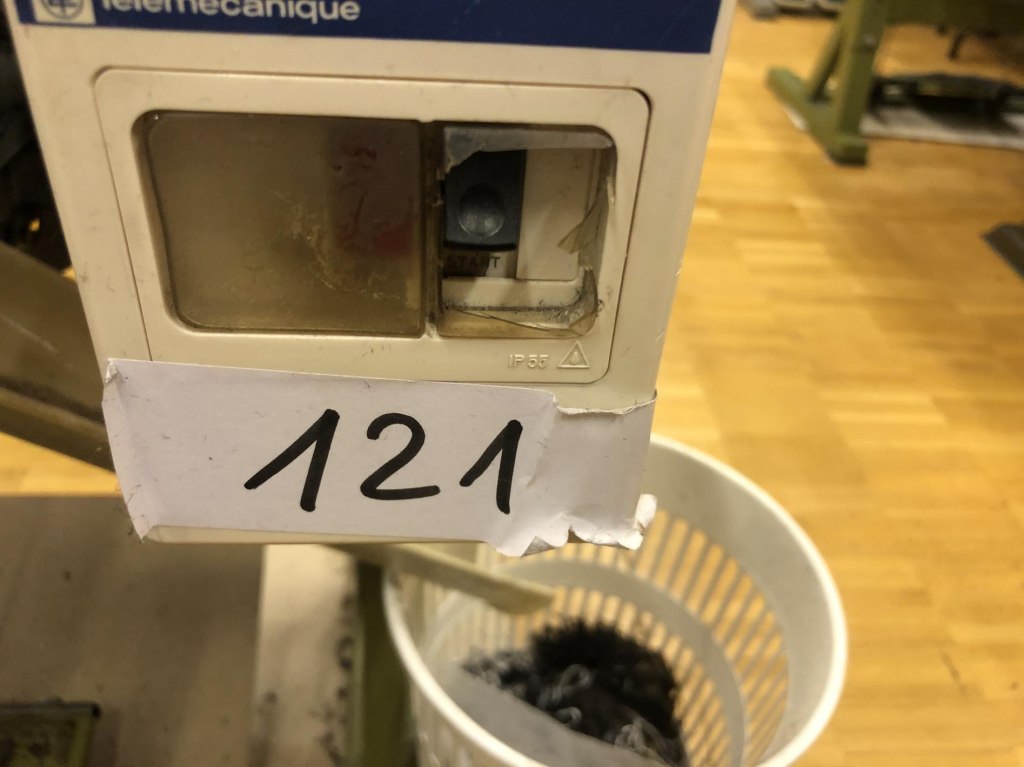 Telemecanique
START
IP 55
121